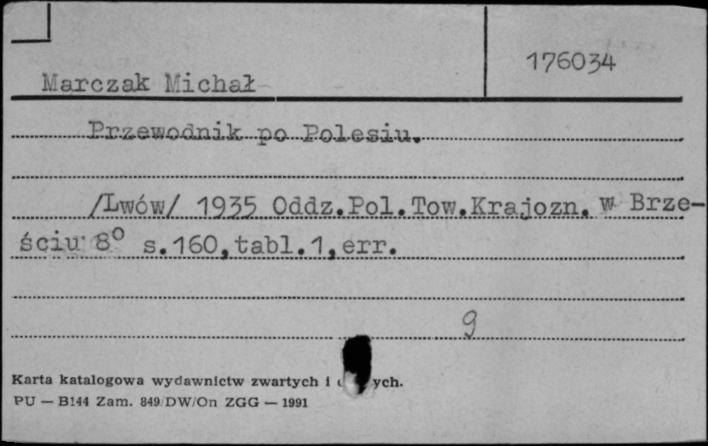 176034
Marczak Michał
Przewodnik po Polesiu.
/Lwów/ 1935 Oddz.Pol.Tow.Krajozn. w Brze-
ściu 8° s.160,tabl.1,err.
9
Karta katalogowa wydawnictw zwartych i
PU — B144 Zam. 849/DW/On ZGG — 1991